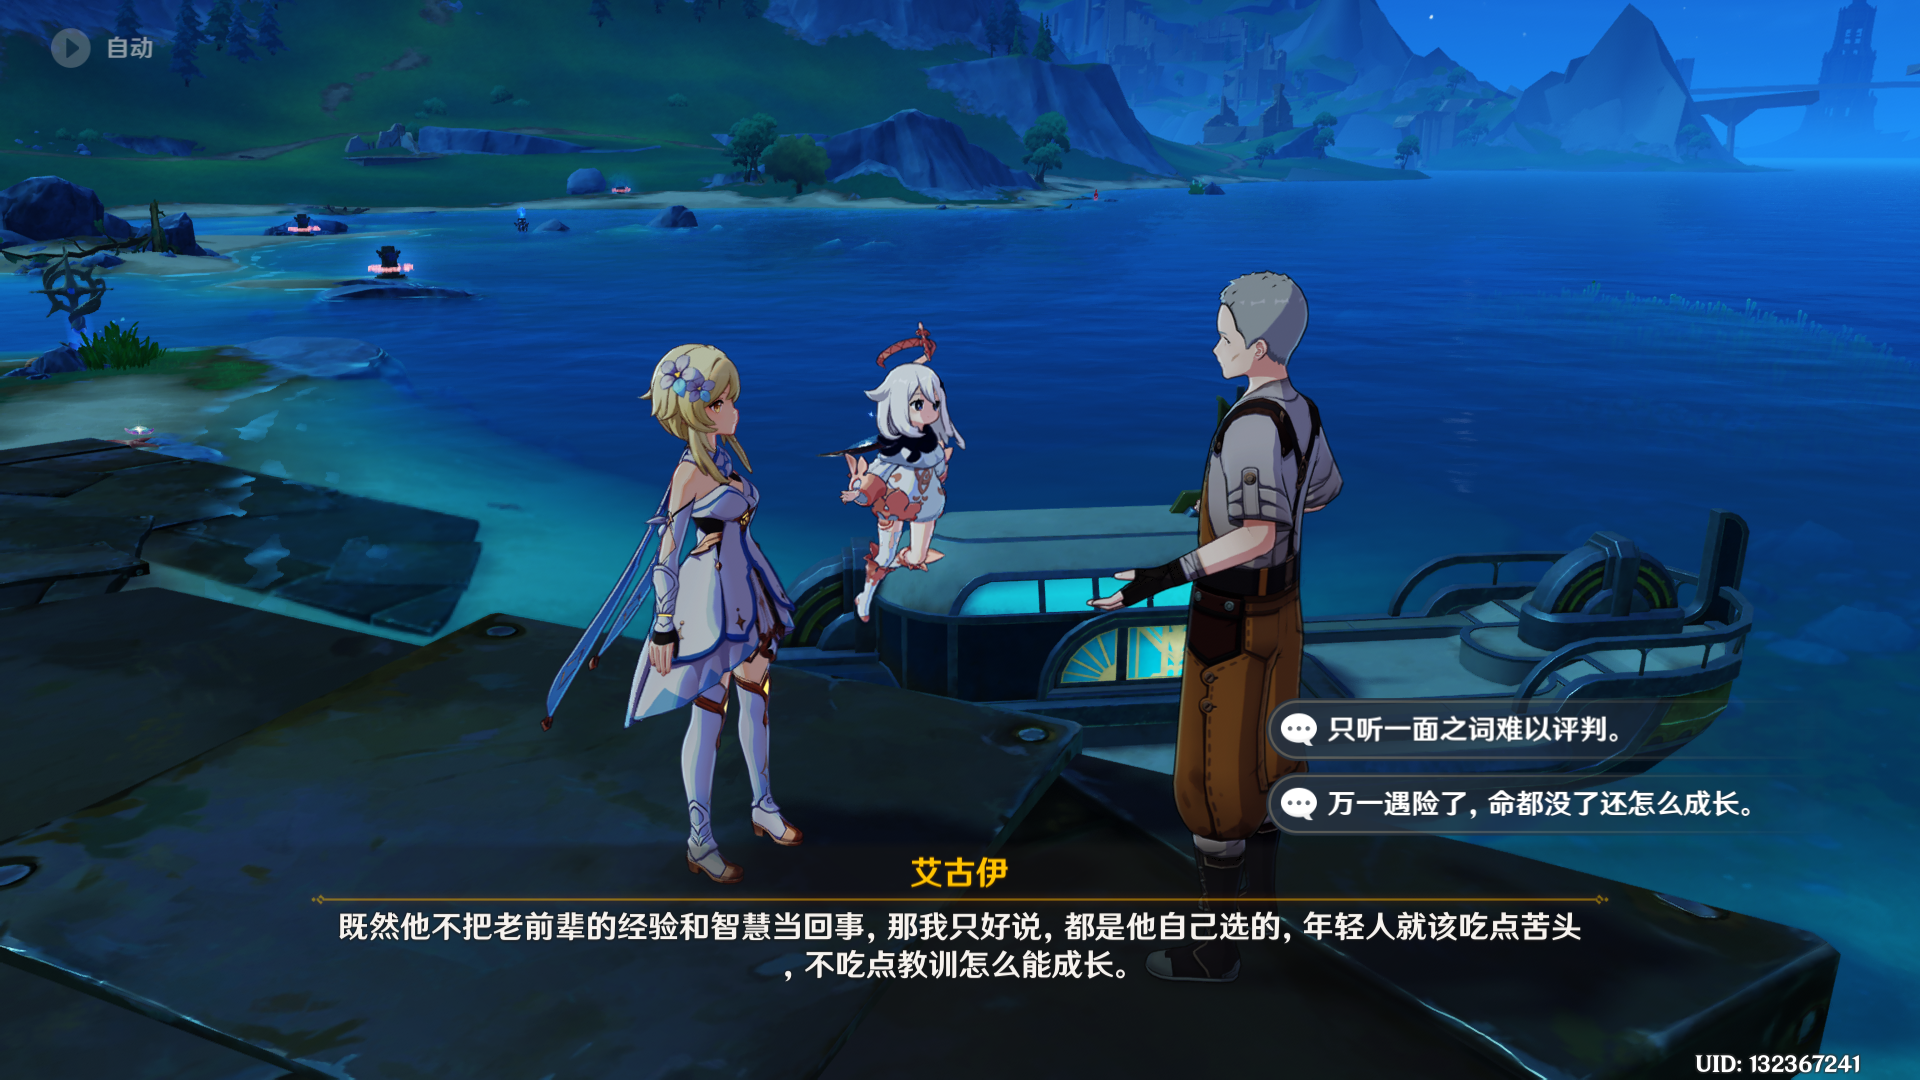 自动
只听一面之词难以评判。
万一遇险了，命都没了还怎么成长。
艾古伊
既然他不把老前辈的经验和智慧当回事，那我只好说，都是他自己选的，年轻人就该吃点苦头
，不吃点教训怎么能成长。
UID: 132367241